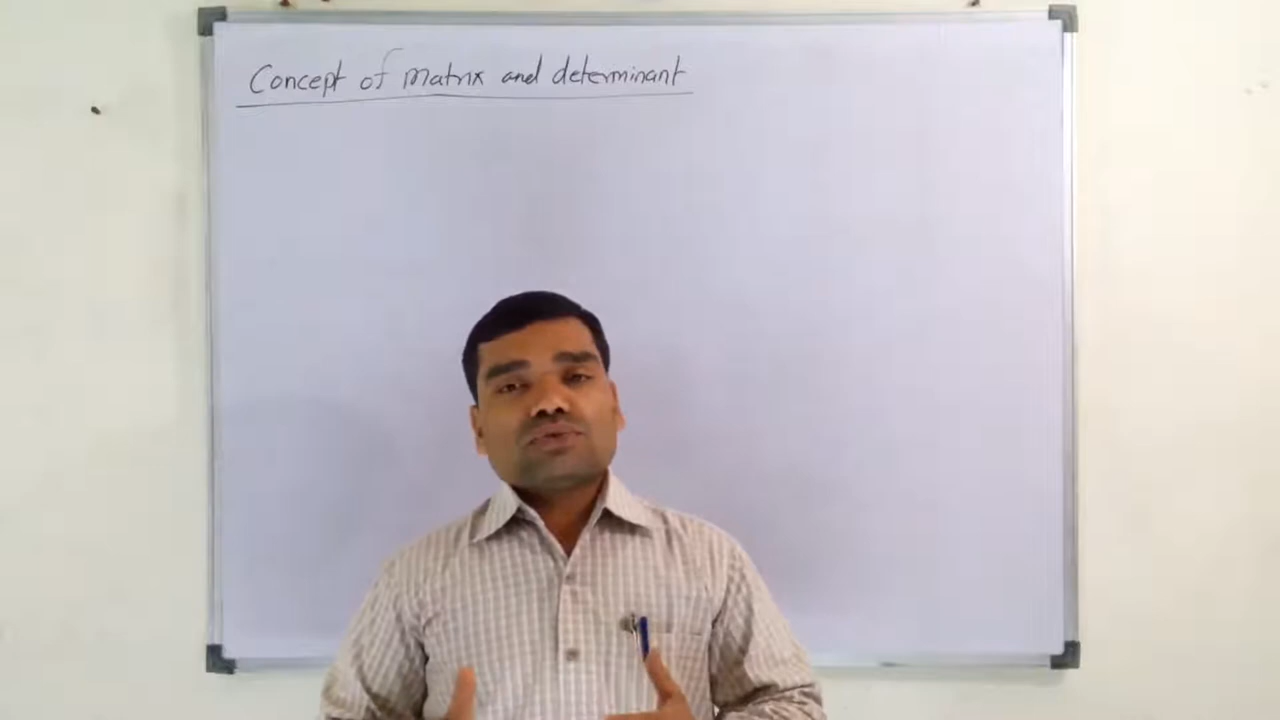 Concept of matrix and determinant